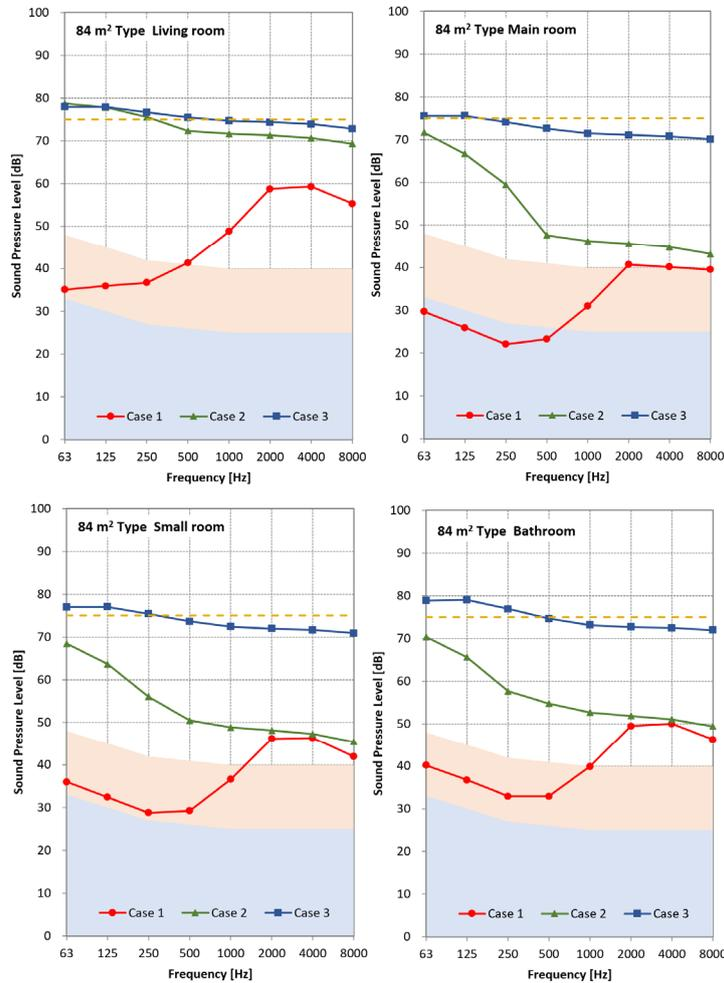 84 m² Type Living room
Sound Pressure Level [dB]
100
90
80
70
60
50
40
30
20
10
0
Case 1 Case 2 Case 3
63 125 250 500 1000 2000 4000 8000
Frequency [Hz]
84 m² Type Main room
Sound Pressure Level [dB]
100
90
80
70
60
50
40
30
20
10
0
Case 1 Case 2 Case 3
63 125 250 500 1000 2000 4000 8000
Frequency [Hz]
84 m² Type Small room
Sound Pressure Level [dB]
100
90
80
70
60
50
40
30
20
10
0
Case 1 Case 2 Case 3
63 125 250 500 1000 2000 4000 8000
Frequency [Hz]
84 m² Type Bathroom
Sound Pressure Level [dB]
100
90
80
70
60
50
40
30
20
10
0
Case 1 Case 2 Case 3
63 125 250 500 1000 2000 4000 8000
Frequency [Hz]